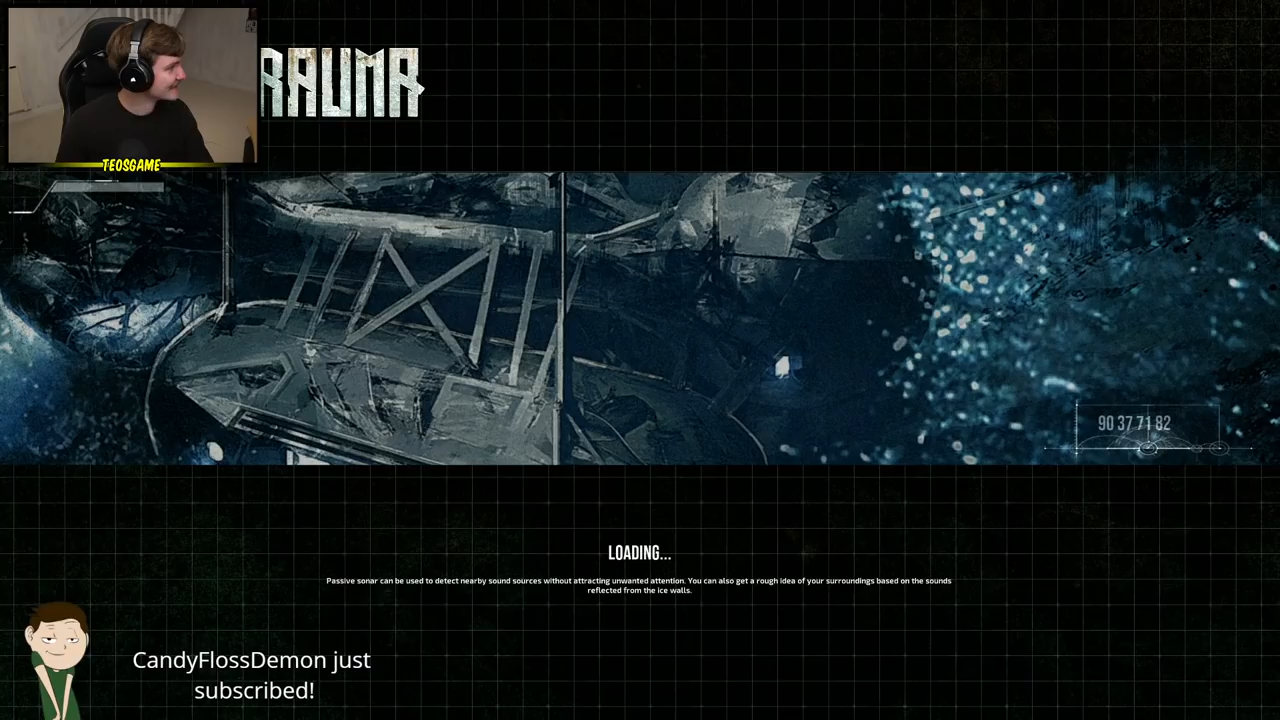 RAUMA
TEOSGAME
90 37 71 82
LOADING...
Passive sonar can be used to detect nearby sound sources without attracting unwanted attention. You can also get a rough idea of your surroundings based on the sounds
reflected from the ice walls.
CandyFlossDemon just
subscribed!